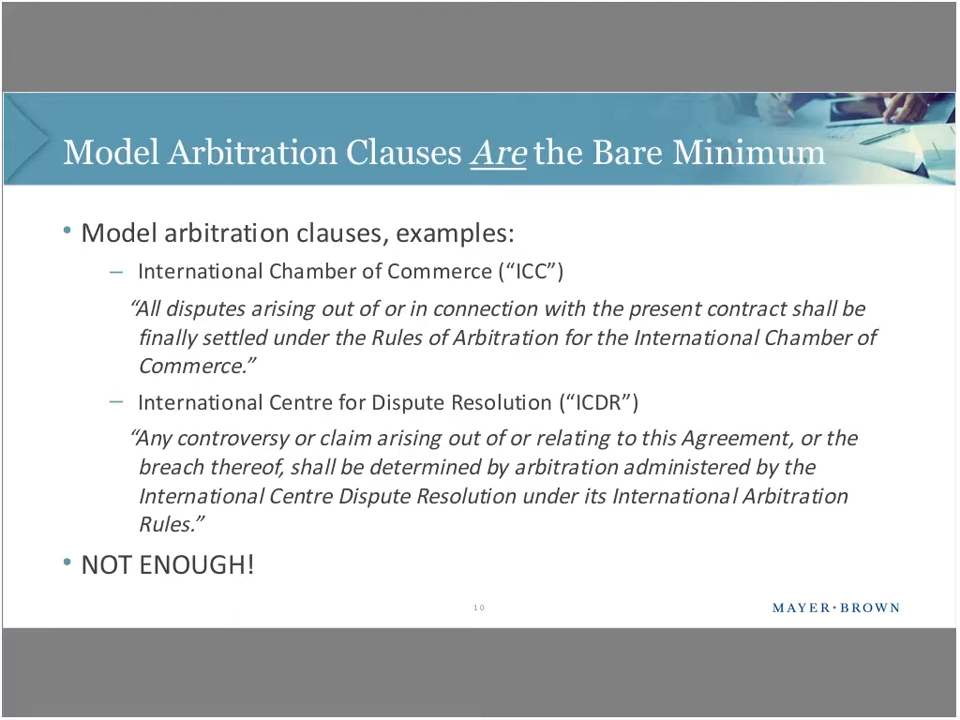 Model Arbitration Clauses Are the Bare Minimum
• Model arbitration clauses, examples:
– International Chamber of Commerce (“ICC”)
“All disputes arising out of or in connection with the present contract shall be
finally settled under the Rules of Arbitration for the International Chamber of
Commerce.”
– International Centre for Dispute Resolution (“ICDR”)
“Any controversy or claim arising out of or relating to this Agreement, or the
breach thereof, shall be determined by arbitration administered by the
International Centre Dispute Resolution under its International Arbitration
Rules.”
• NOT ENOUGH!
10
MAYER•BROWN